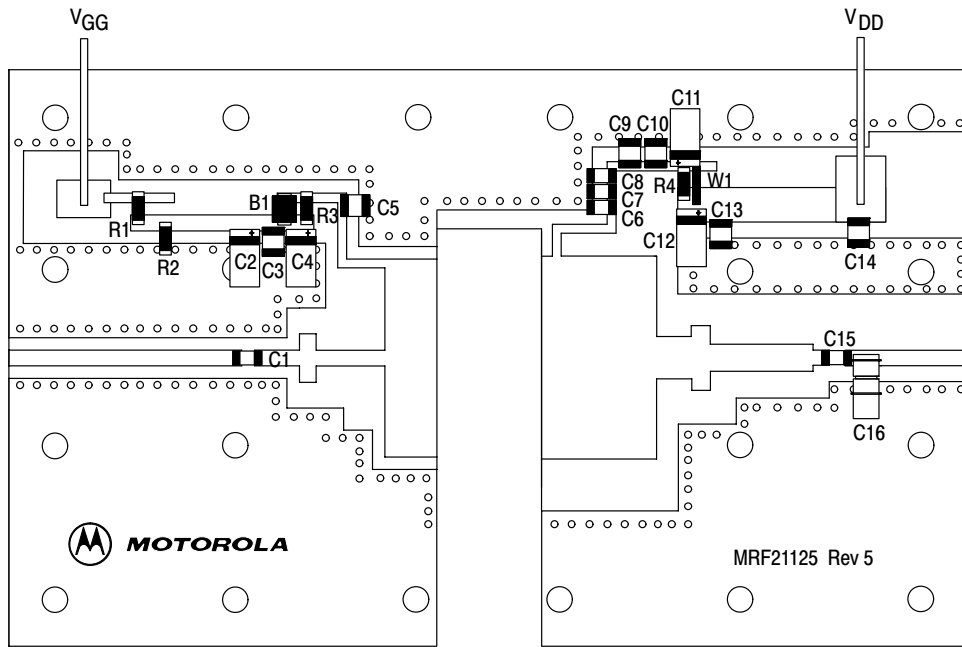 VGG
VDD
C11
C9 C10
C8
R4 W1
C7
B1
R3
C5
C6
R1
C13
C12
R2
C2 C3 C4
C14
C15
C1
C16
MOTOROLA
MRF21125 Rev 5